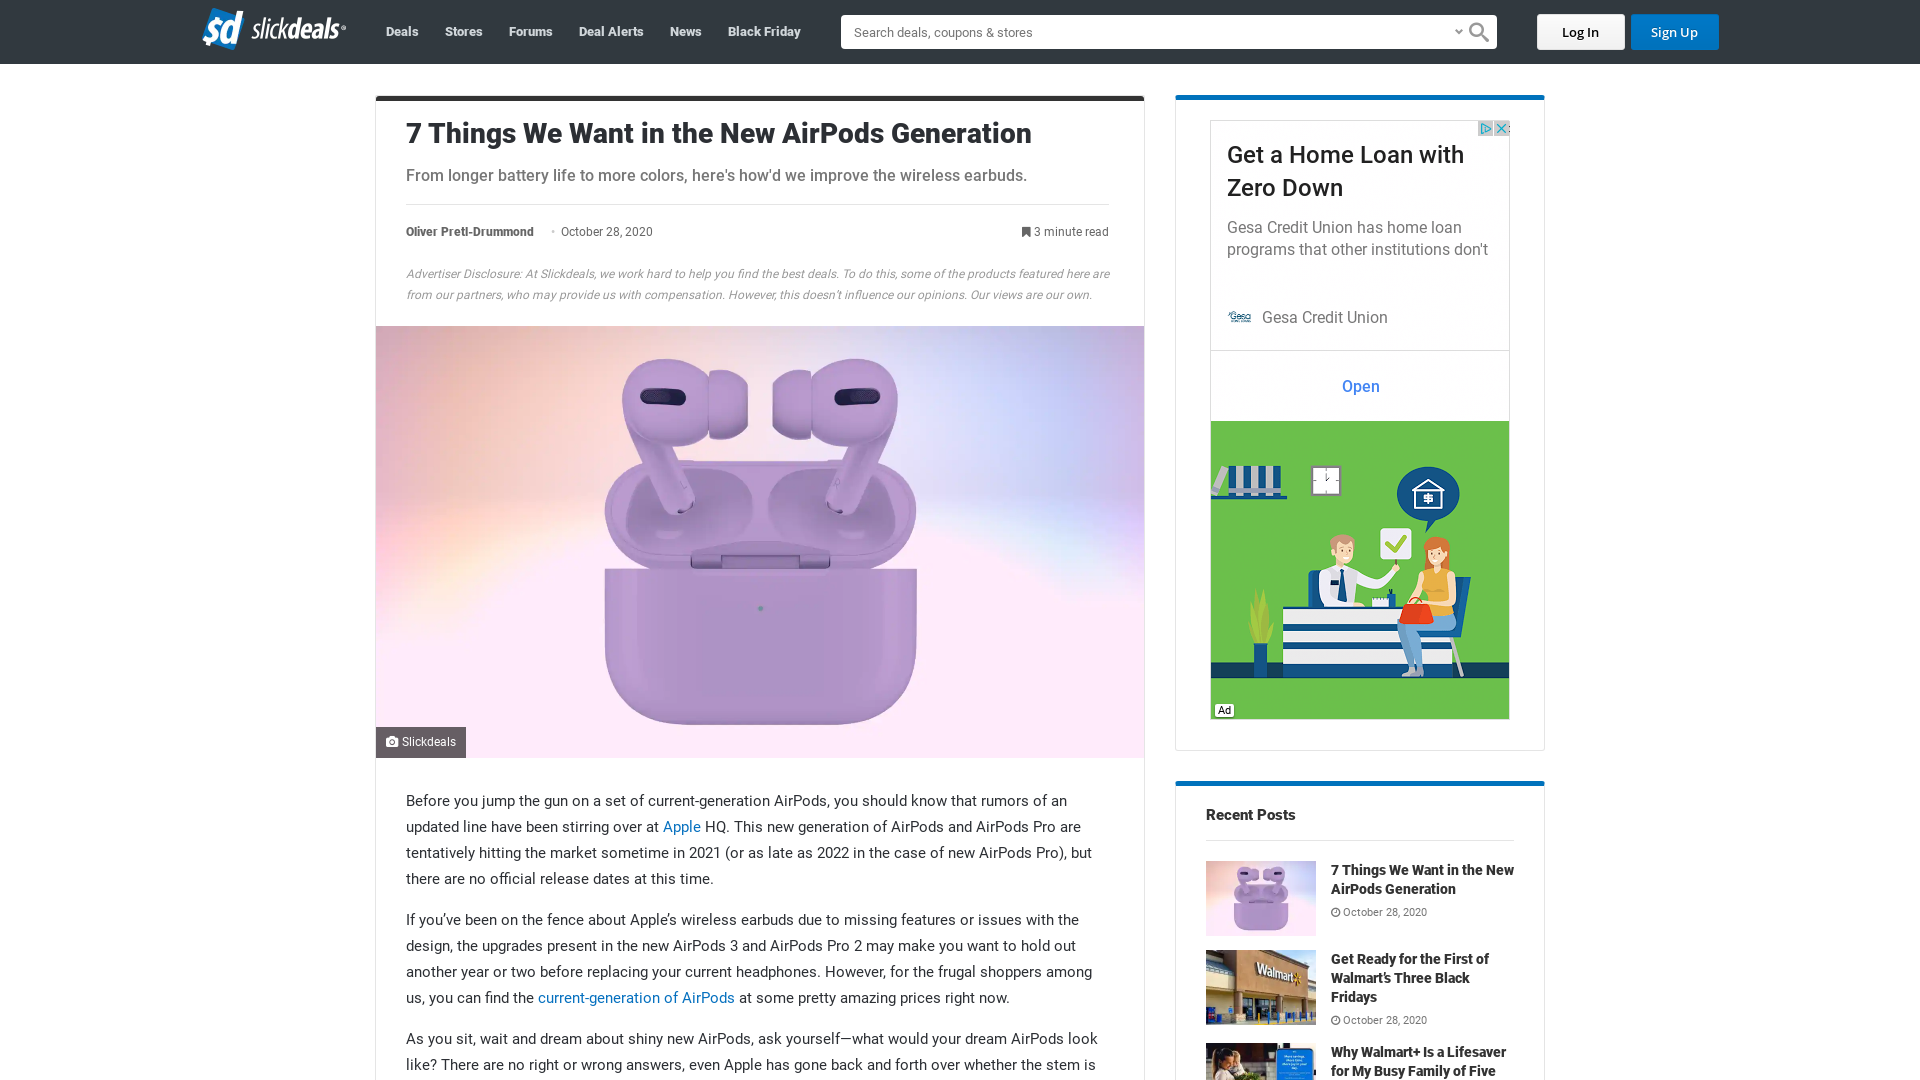 sd slickdeals
Deals
Stores
Forums
Deal Alerts
News
Black Friday
Search deals, coupons & stores
Log In
Sign Up
7 Things We Want in the New AirPods Generation
From longer battery life to more colors, here's how'd we improve the wireless earbuds.
Oliver Pretl-Drummond • October 28, 2020
3 minute read
Advertiser Disclosure: At Slickdeals, we work hard to help you find the best deals. To do this, some of the products featured here are
from our partners, who may provide us with compensation. However, this doesn’t influence our opinions. Our views are our own.
Slickdeals
Before you jump the gun on a set of current-generation AirPods, you should know that rumors of an
updated line have been stirring over at Apple HQ. This new generation of AirPods and AirPods Pro are
tentatively hitting the market sometime in 2021 (or as late as 2022 in the case of new AirPods Pro), but
there are no official release dates at this time.
If you’ve been on the fence about Apple’s wireless earbuds due to missing features or issues with the
design, the upgrades present in the new AirPods 3 and AirPods Pro 2 may make you want to hold out
another year or two before replacing your current headphones. However, for the frugal shoppers among
us, you can find the current-generation of AirPods at some pretty amazing prices right now.
As you sit, wait and dream about shiny new AirPods, ask yourself—what would your dream AirPods look
like? There are no right or wrong answers, even Apple has gone back and forth over whether the stem is
Get a Home Loan with
Zero Down
Gesa Credit Union has home loan
programs that other institutions don't
Gesa
Gesa Credit Union
Open
$
Ad
Recent Posts
7 Things We Want in the New
AirPods Generation
October 28, 2020
Walmart
Get Ready for the First of
Walmart’s Three Black
Fridays
October 28, 2020
Why Walmart+ Is a Lifesaver
for My Busy Family of Five